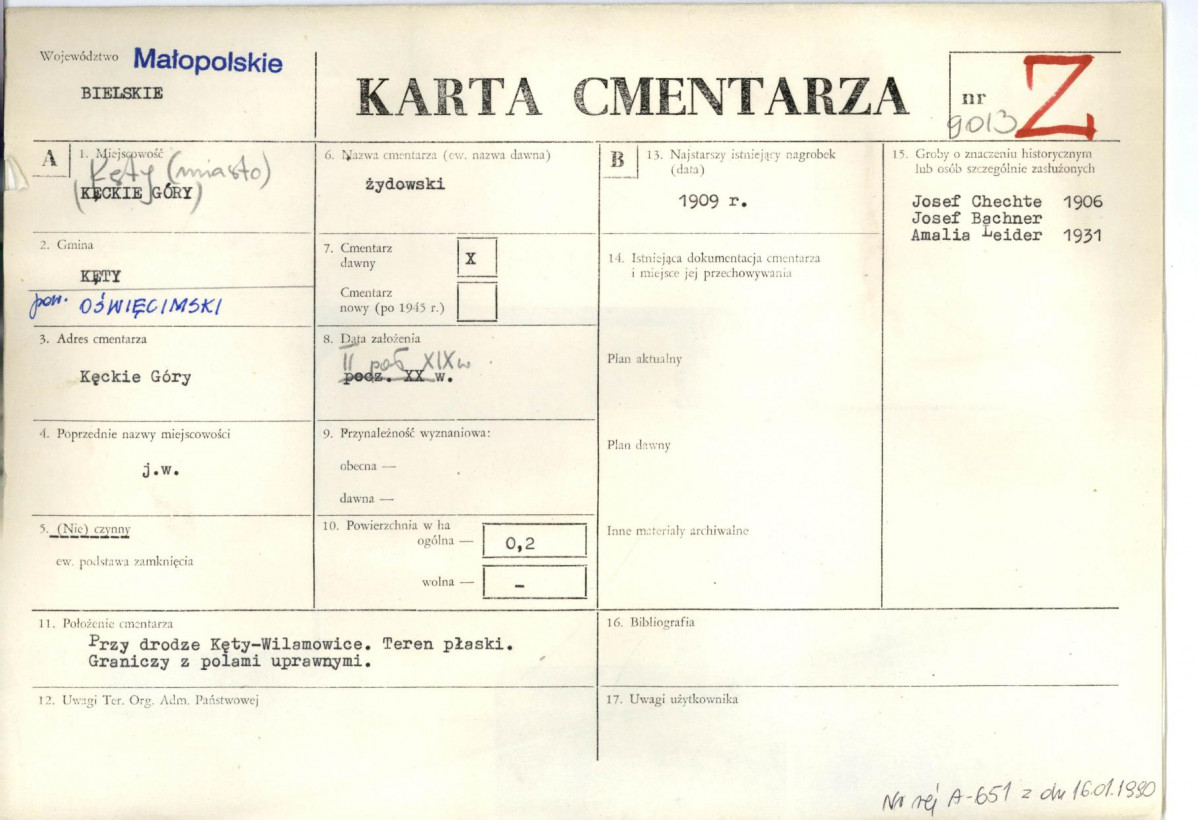 Województwo Małopolskie
BIELSKIE
KARTA CMENTARZA
nr
9013 Z
A
1. Miejscowość
Kęty (miasto)
(KĘCKIE GÓRY)
2. Gmina
KĘTY
pow. OŚWIĘCIMSKI
3. Adres cmentarza
Kęckie Góry
4. Poprzednie nazwy miejscowości
j.w.
5. (Nie) czynny
ew. podstawa zamknięcia
6. Nazwa cmentarza (ew. nazwa dawna)
żydowski
7. Cmentarz
dawny
X
Cmentarz
nowy (po 1945 r.)
8. Data założenia
II poł XIX w
podz. XX w.
9. Przynależność wyznaniowa:
obecna —
dawna —
10. Powierzchnia w ha
ogólna — 0,2
wolna — -
B
13. Najstarszy istniejący nagrobek
(data)
1909 r.
14. Istniejąca dokumentacja cmentarza
i miejsce jej przechowywania
Plan aktualny
Plan dawny
Inne materiały archiwalne
15. Groby o znaczeniu historycznym
lub osób szczególnie zasłużonych
Josef Chechte 1906
Josef Bachner
Amalia Leider 1931
11. Położenie cmentarza
Przy drodze Kęty-Wilamowice. Teren płaski.
Graniczy z polami uprawnymi.
12. Uwagi Ter. Org. Adm. Państwowej
16. Bibliografia
17. Uwagi użytkownika
Nr rej A-651 z dn 16.01.1990